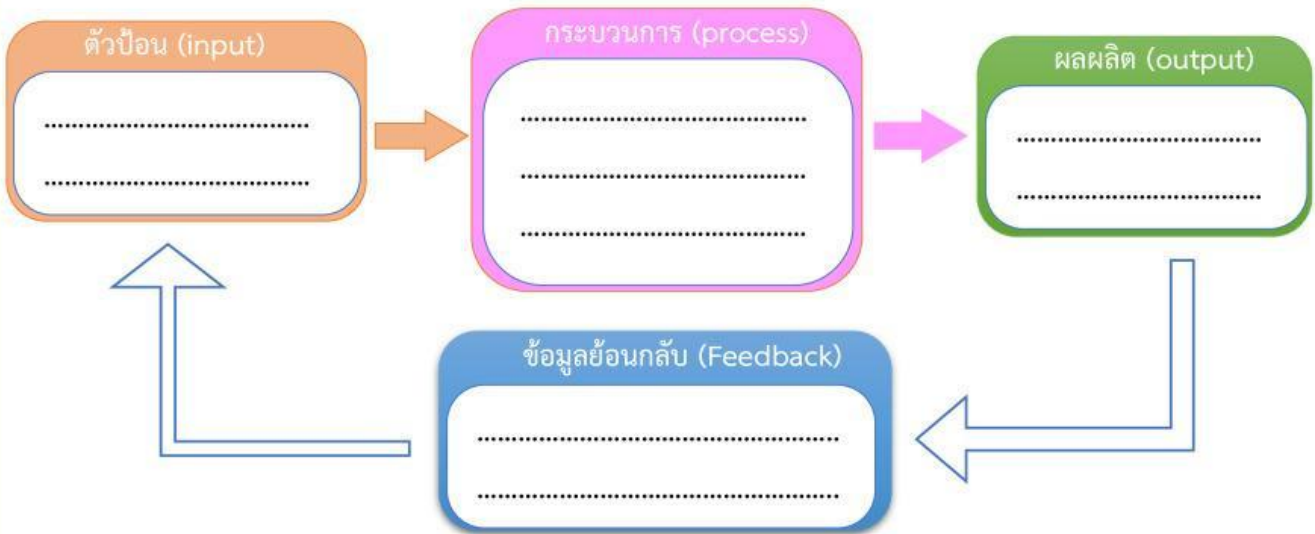 ตัวป้อน (input)
.......................................
.......................................
กระบวนการ (process)
..........................................
..........................................
..........................................
ผลผลิต (output)
....................................
....................................
ข้อมูลย้อนกลับ (Feedback)
.....................................................
.....................................................